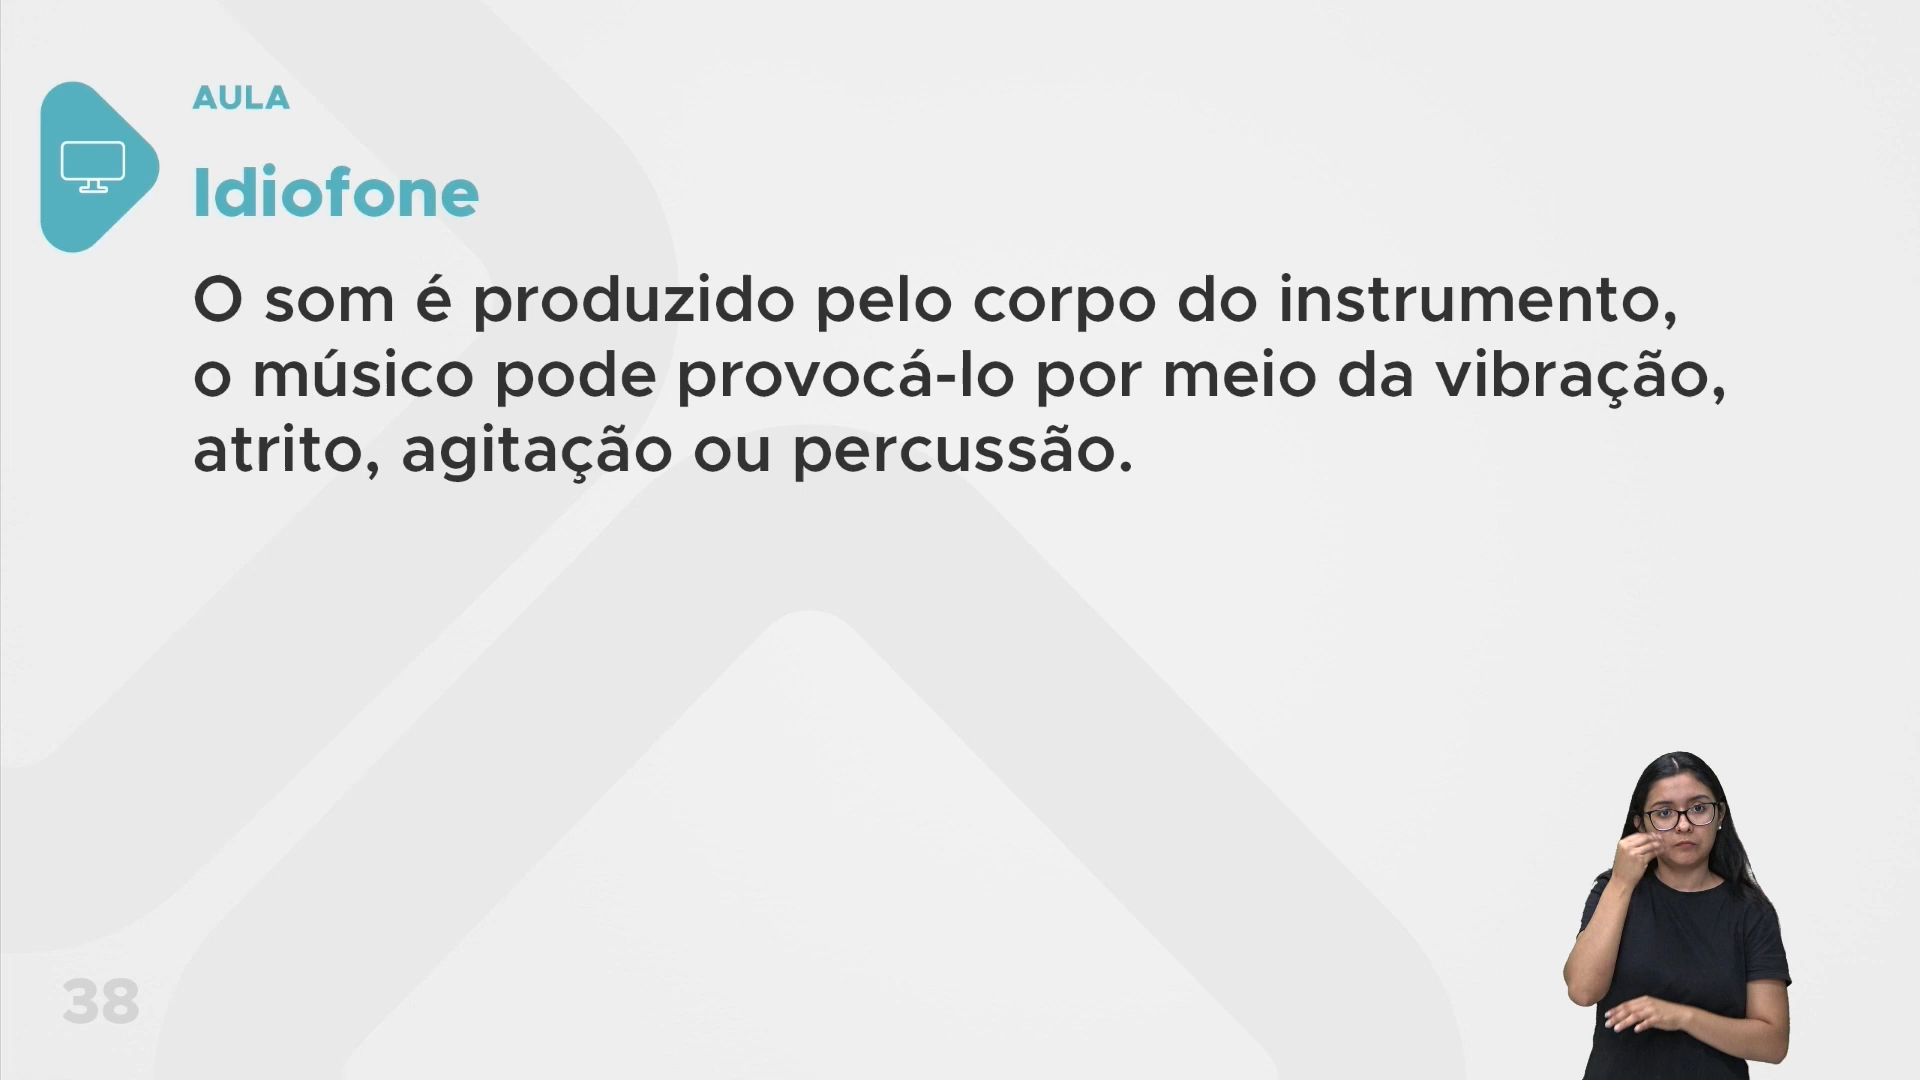 AULA
Idiofone
O som é produzido pelo corpo do instrumento,
o músico pode provocá-lo por meio da vibração,
atrito, agitação ou percussão.
38